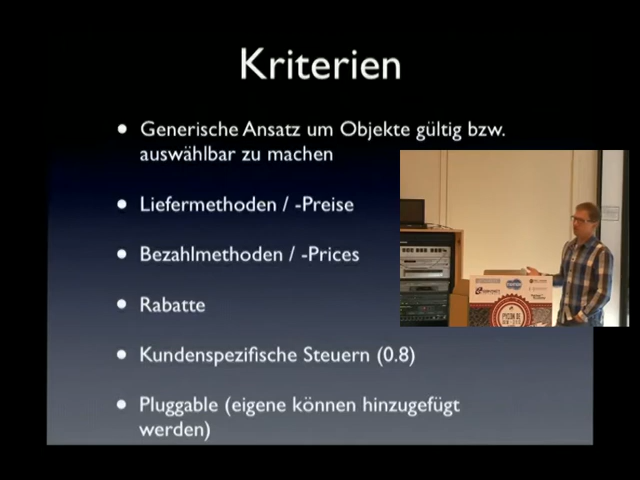 Kriterien
• Generische Ansatz um Objekte gültig bzw.
auswählbar zu machen
• Liefermethoden / -Preise
• Bezahlmethoden / -Prices
• Rabatte
• Kundenspezifische Steuern (0.8)
• Pluggable (eigene können hinzugefügt
werden)